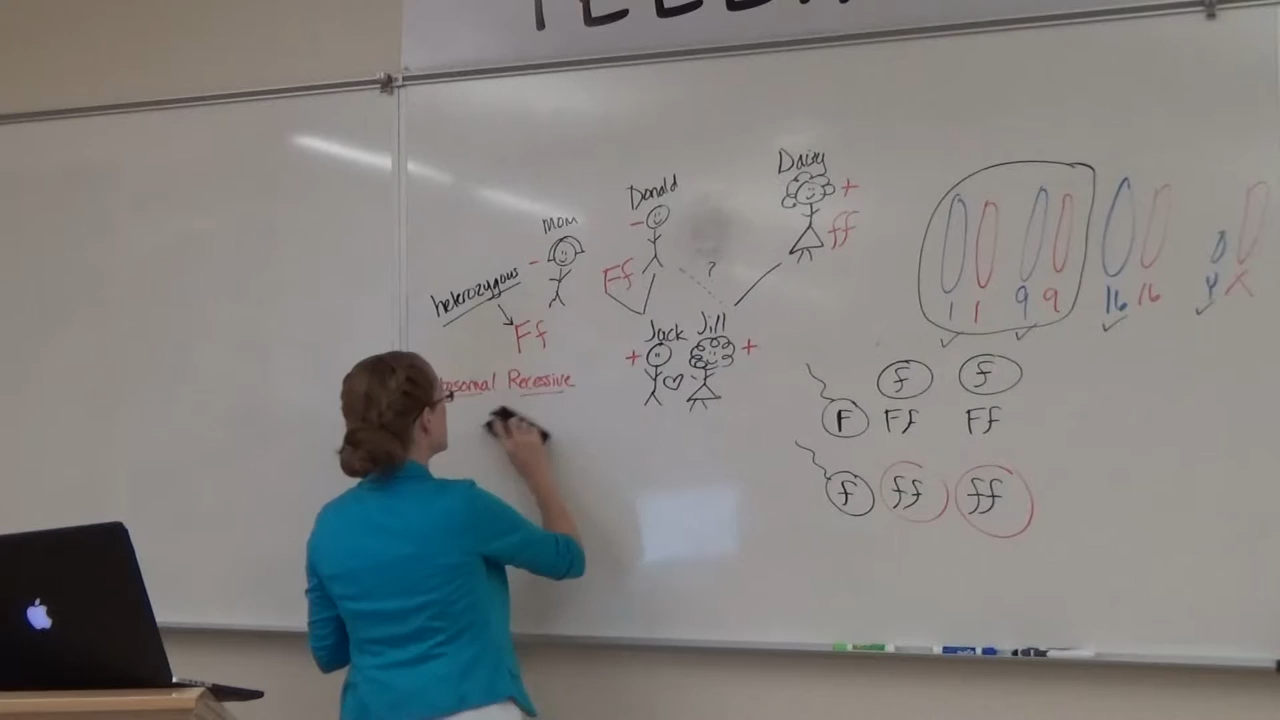 Daisy
+
ff
Donald
-
Ff
mom
-
heterozygous
Ff
?
Jack Jill
+
+
Recessive
1 1 9 9 16 16 Y X
f f
F Ff Ff
f ff ff